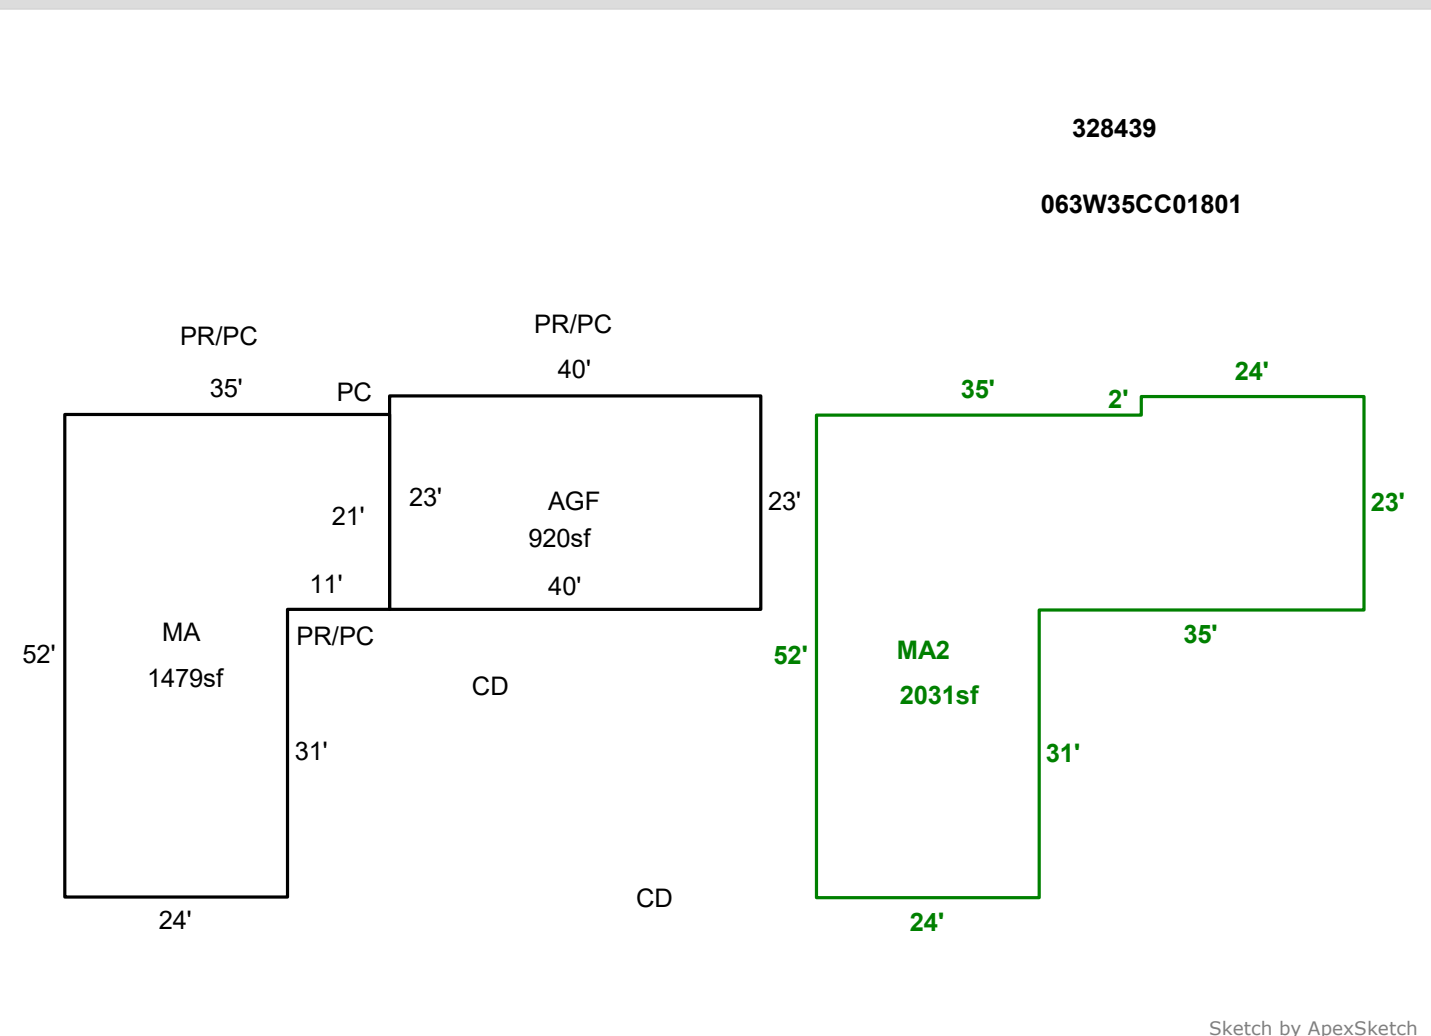 328439
063W35CC01801
PR/PC
35'
PC
PR/PC
40'
21'
23'
AGF
920sf
40'
23'
11'
PR/PC
MA
1479sf
52'
31'
24'
CD
CD
35'
2'
24'
23'
35'
52'
MA2
2031sf
31'
24'
Sketch by ApexSketch